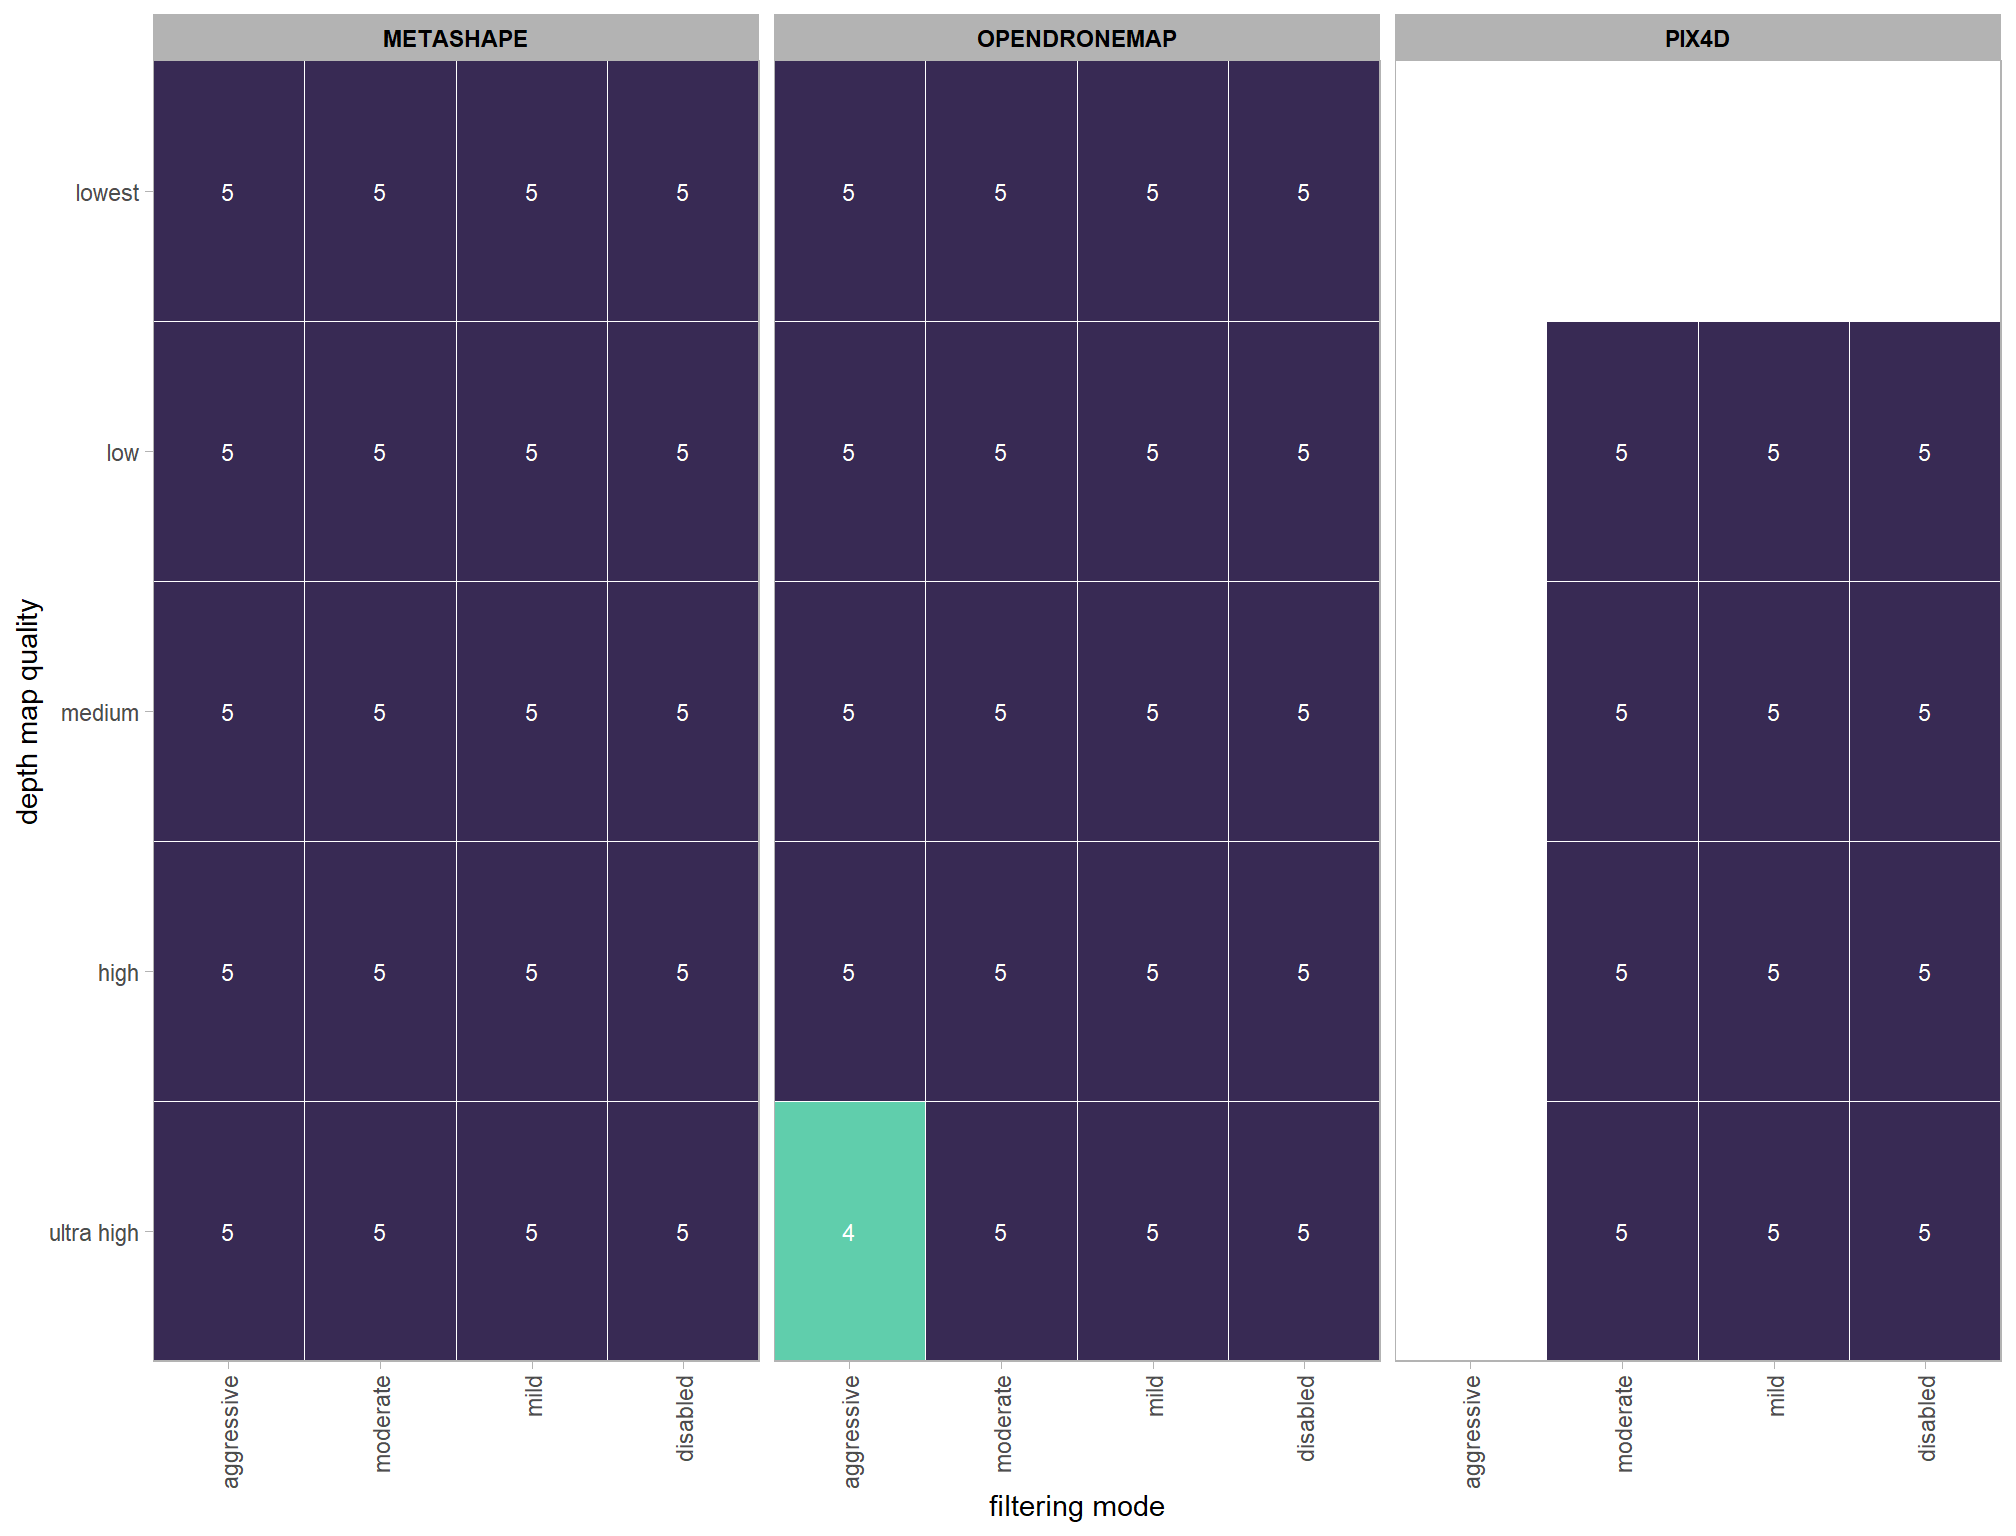 METASHAPE OPENDRONEMAP PIX4D
lowest 5 5 5 5 5 5 5 5
low 5 5 5 5 5 5 5 5 5 5 5
medium 5 5 5 5 5 5 5 5 5 5 5
high 5 5 5 5 5 5 5 5 5 5 5
ultra high 5 5 5 5 4 5 5 5 5 5 5
aggressive moderate mild disabled aggressive moderate mild disabled aggressive moderate mild disabled
filtering mode
depth map quality